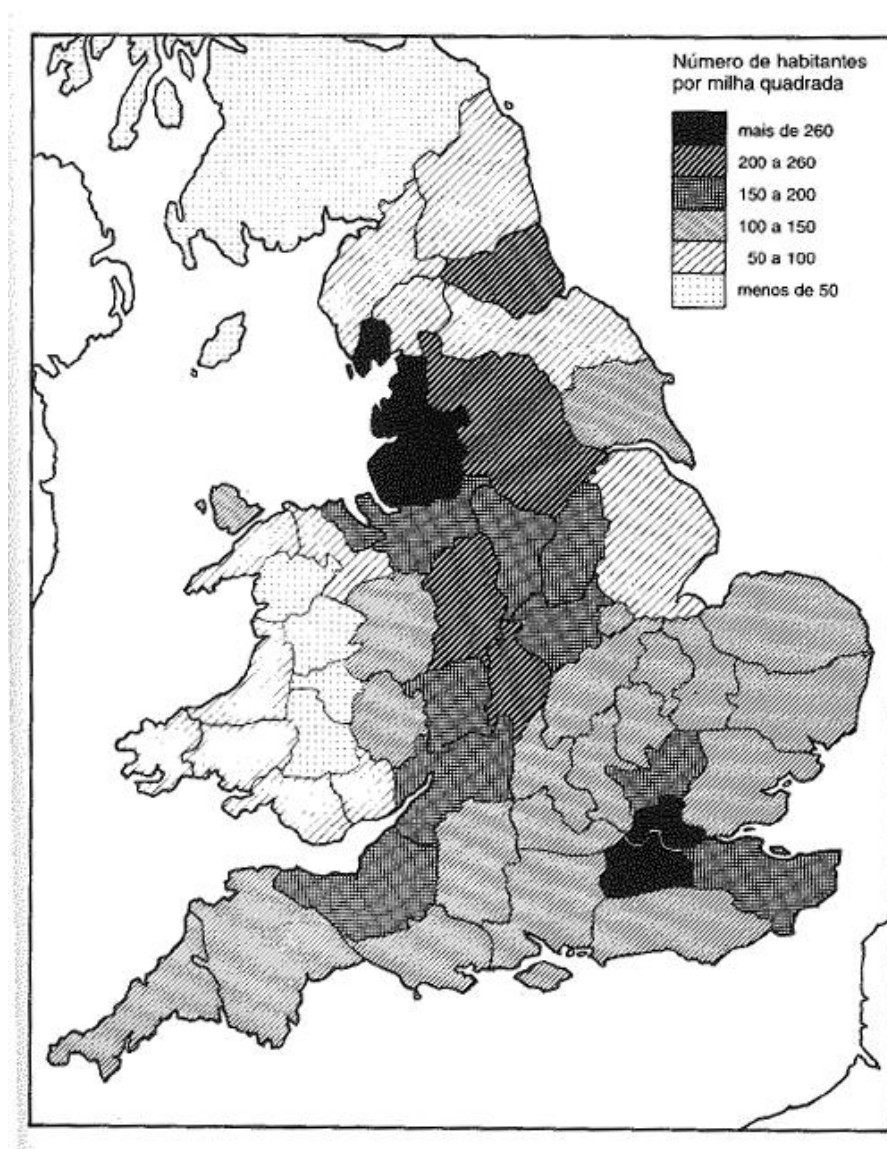 Número de habitantes
por milha quadrada
mais de 260
200 a 260
150 a 200
100 a 150
50 a 100
menos de 50